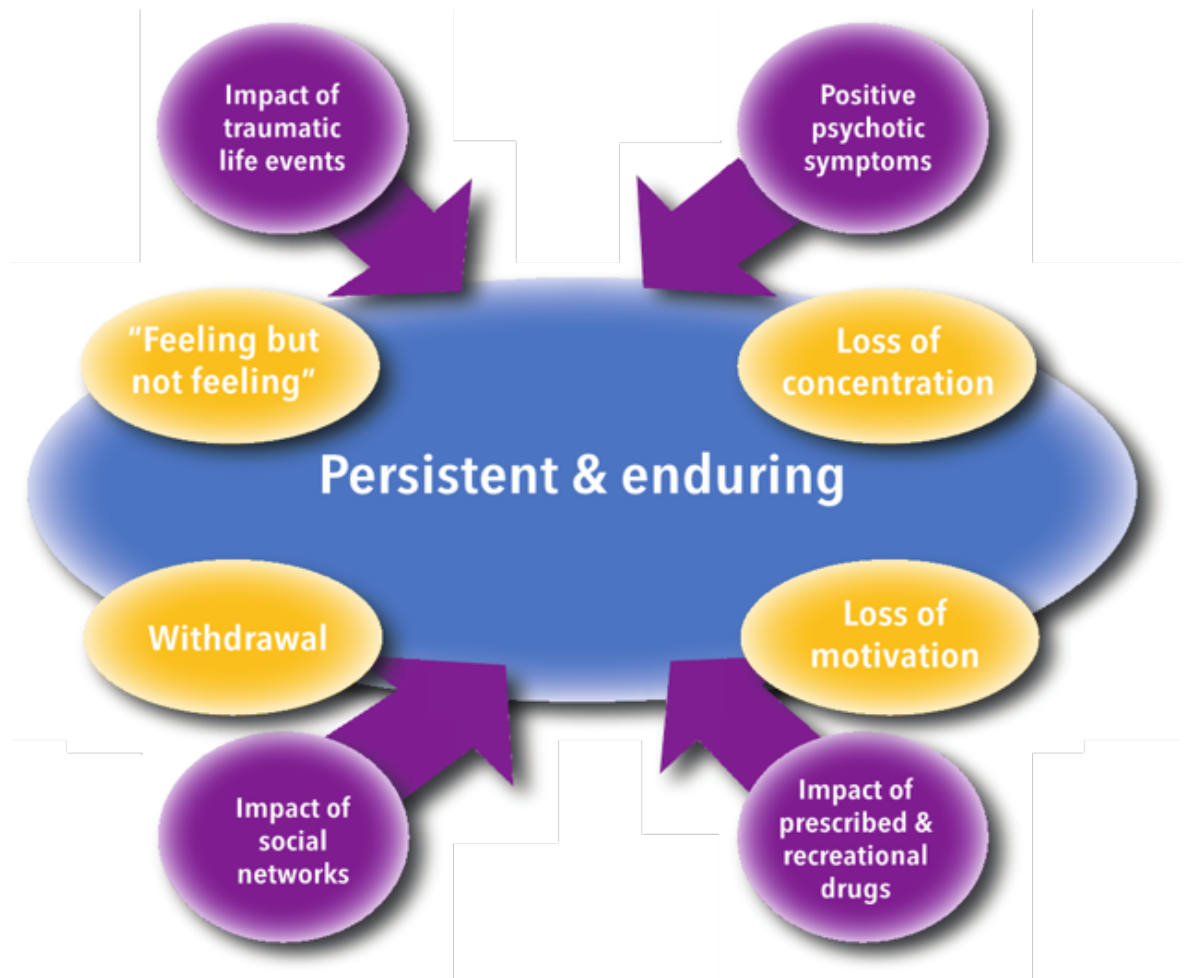 Impact of
traumatic
life events
Positive
psychotic
symptoms
"Feeling but
not feeling"
Loss of
concentration
Persistent & enduring
Withdrawal
Loss of
motivation
Impact of
social
networks
Impact of
prescribed &
recreational
drugs